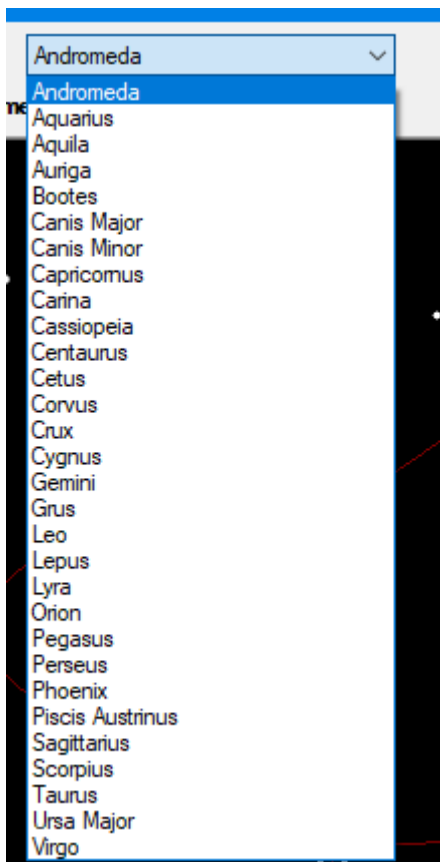 Andromeda
Andromeda
me
Aquarius
Aquila
Auriga
Bootes
Canis Major
Canis Minor
Capricornus
Carina
Cassiopeia
Centaurus
Cetus
Corvus
Crux
Cygnus
Gemini
Grus
Leo
Lepus
Lyra
Orion
Pegasus
Perseus
Phoenix
Piscis Austrinus
Sagittarius
Scorpius
Taurus
Ursa Major
Virgo